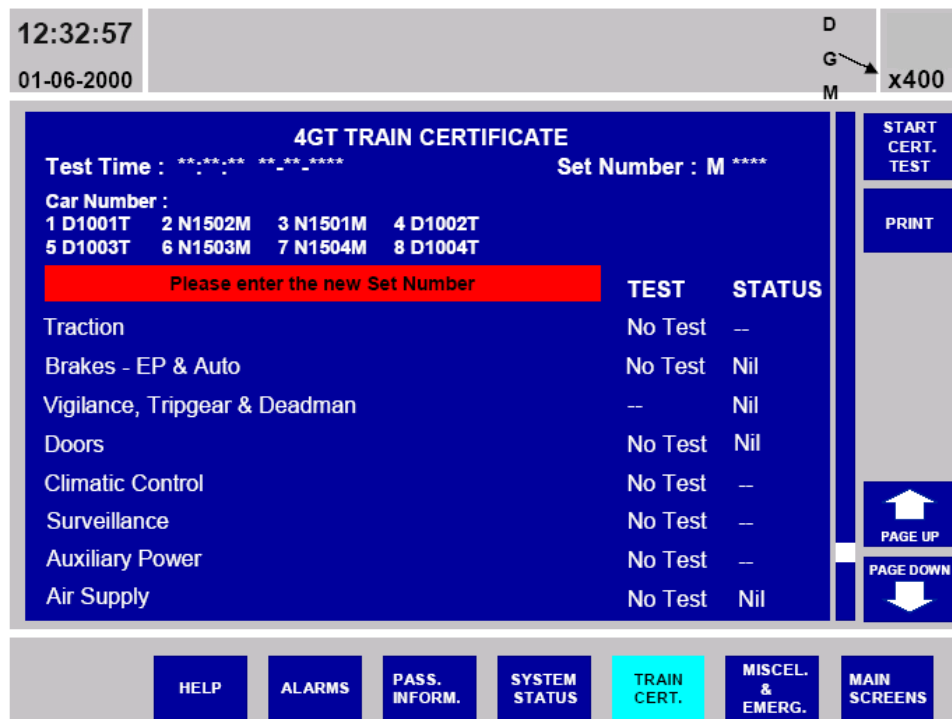 12:32:57
01-06-2000
D
G
M
x400
4GT TRAIN CERTIFICATE
Test Time : **:**:** **-**-**** Set Number : M ****
Car Number :
1 D1001T 2 N1502M 3 N1501M 4 D1002T
5 D1003T 6 N1503M 7 N1504M 8 D1004T
Please enter the new Set Number
TEST STATUS
Traction No Test --
Brakes - EP & Auto No Test Nil
Vigilance, Tripgear & Deadman -- Nil
Doors No Test Nil
Climatic Control No Test --
Surveillance No Test --
Auxiliary Power No Test --
Air Supply No Test Nil
START
CERT.
TEST
PRINT
PAGE UP
PAGE DOWN
HELP
ALARMS
PASS.
INFORM.
SYSTEM
STATUS
TRAIN
CERT.
MISCEL.
&
EMERG.
MAIN
SCREENS